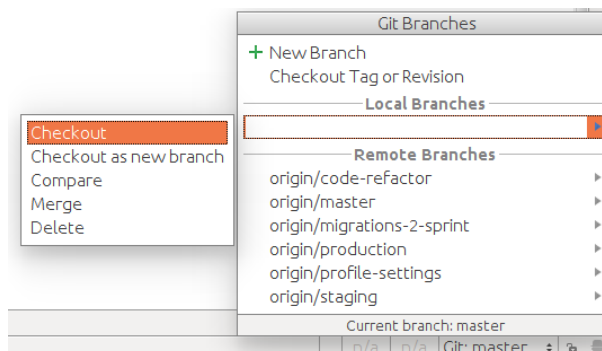 Git Branches
+ New Branch
Checkout Tag or Revision
Local Branches
Checkout
Checkout as new branch
Compare
Merge
Delete
Remote Branches
origin/code-refactor
origin/master
origin/migrations-2-sprint
origin/production
origin/profile-settings
origin/staging
Current branch: master
n/a n/a Git: master